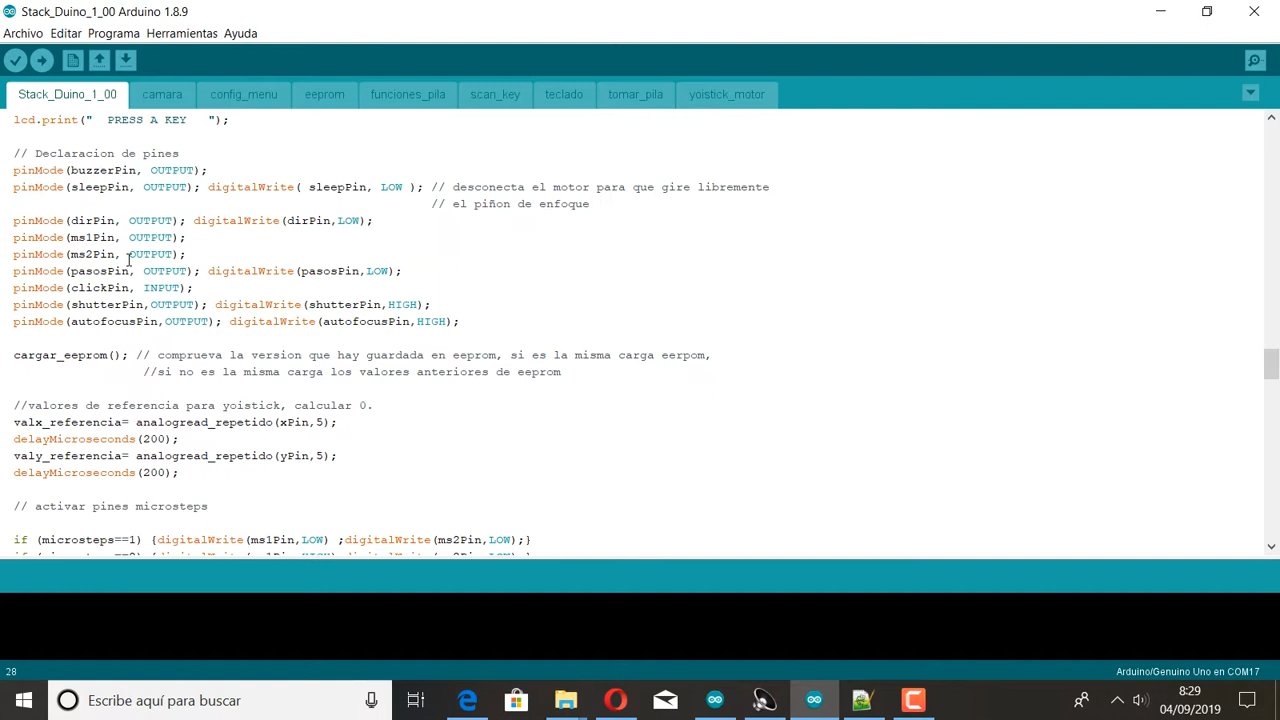 Stack_Duino_1_00 Arduino 1.8.9
Archivo Editar Programa Herramientas Ayuda
Stack_Duino_1_00 camara config_menu eeprom funciones_pila scan_key teclado tomar_pila yoistick_motor
lcd.print("  PRESS A KEY   ");
// Declaracion de pines
pinMode(buzzerPin, OUTPUT);
pinMode(sleepPin, OUTPUT); digitalWrite( sleepPin, LOW ); // desconecta el motor para que gire libremente
// el piñon de enfoque
pinMode(dirPin, OUTPUT); digitalWrite(dirPin,LOW);
pinMode(ms1Pin, OUTPUT);
pinMode(ms2Pin, OUTPUT);
pinMode(pasosPin, OUTPUT); digitalWrite(pasosPin,LOW);
pinMode(clickPin, INPUT);
pinMode(shutterPin,OUTPUT); digitalWrite(shutterPin,HIGH);
pinMode(autofocusPin,OUTPUT); digitalWrite(autofocusPin,HIGH);
cargar_eeprom(); // comprueva la version que hay guardada en eeprom, si es la misma carga eerpom,
//si no es la misma carga los valores anteriores de eeprom
//valores de referencia para yoistick, calcular 0.
valx_referencia= analogread_repetido(xPin,5);
delayMicroseconds(200);
valy_referencia= analogread_repetido(yPin,5);
delayMicroseconds(200);
// activar pines microsteps
if (microsteps==1) {digitalWrite(ms1Pin,LOW) ;digitalWrite(ms2Pin,LOW);}
28
Arduino/Genuino Uno en COM17
Escribe aquí para buscar
8:29
04/09/2019